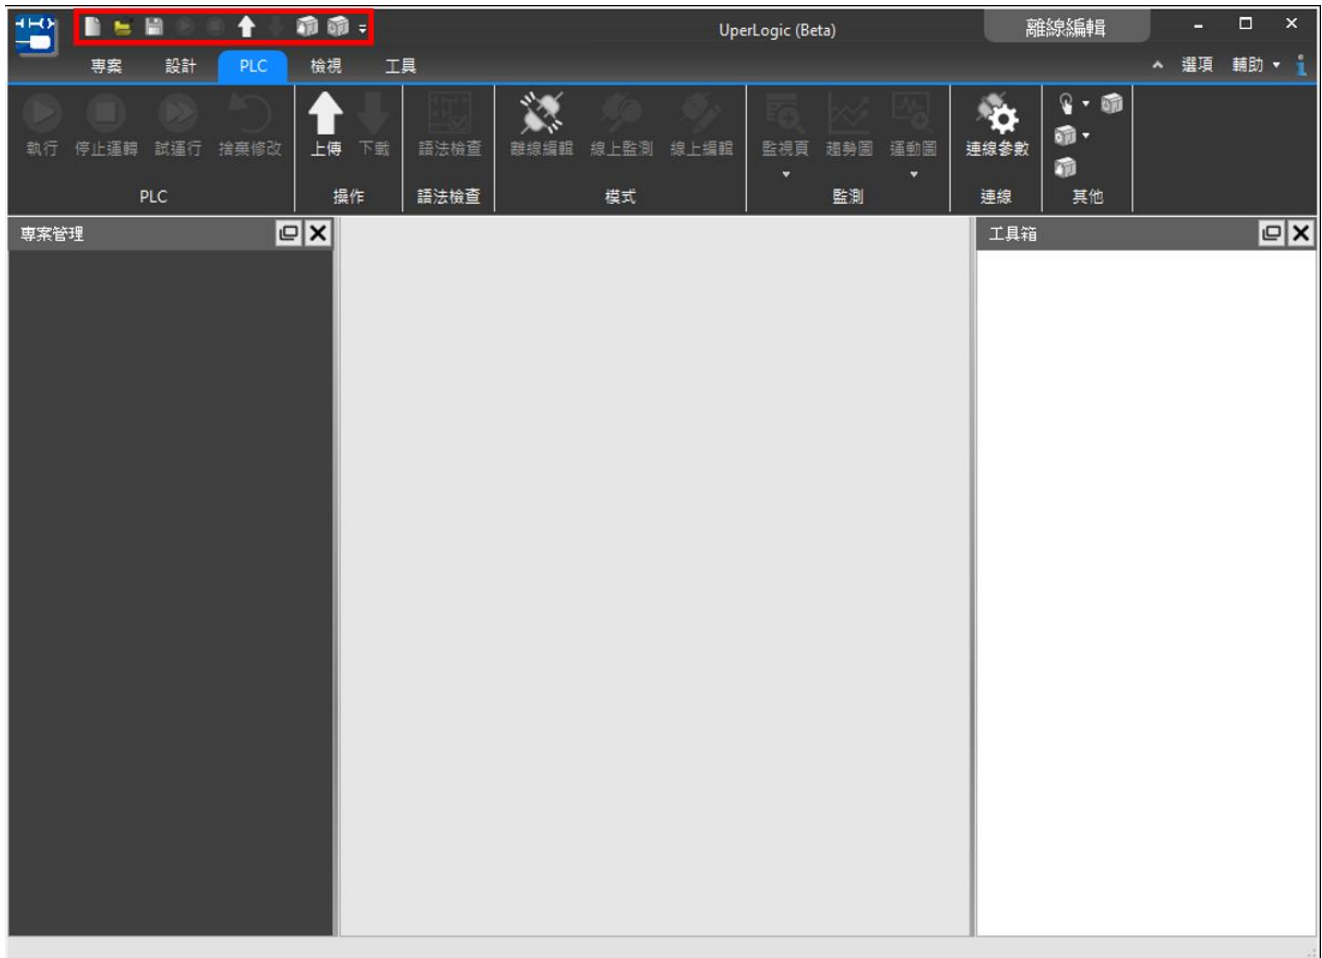 UperLogic (Beta)
離線編輯
專案 設計 PLC 檢視 工具
選項 輔助
執行 停止運轉 試運行 捨棄修改 上傳 下載 語法檢查 離線編輯 線上監測 線上編輯 監視頁 趨勢圖 運動圖 連線參數
PLC 操作 語法檢查 模式 監測 連線 其他
專案管理
工具箱